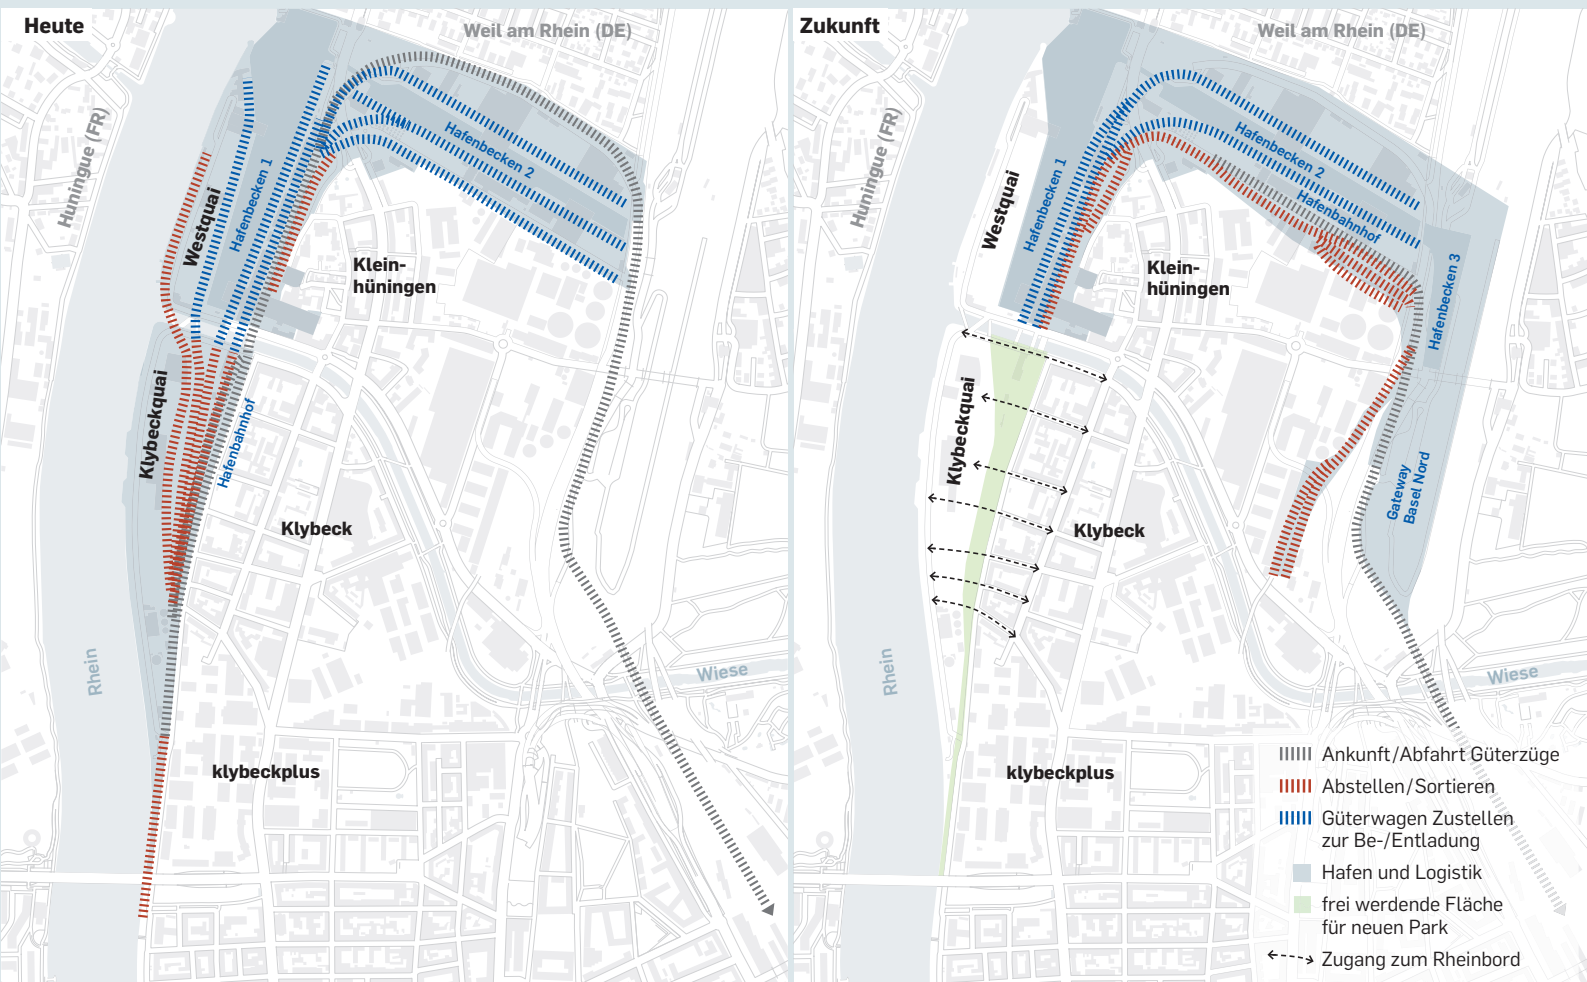 Heute
Weil am Rhein (DE)
Huningue (FR)
Westquai
Hafenbecken 1
Hafenbecken 2
Klein-
hüningen
Klybeckquai
Hafenbahnhof
Klybeck
Rhein
Wiese
klybeckplus
Zukunft
Weil am Rhein (DE)
Huningue (FR)
Westquai
Hafenbecken 1
Hafenbecken 2
Hafenbahnhof
Klein-
hüningen
Hafenbecken 3
Klybeckquai
Gateway
Basel Nord
Klybeck
Rhein
Wiese
klybeckplus
Ankunft/Abfahrt Güterzüge
Abstellen/Sortieren
Güterwagen Zustellen
zur Be-/Entladung
Hafen und Logistik
frei werdende Fläche
für neuen Park
Zugang zum Rheinbord